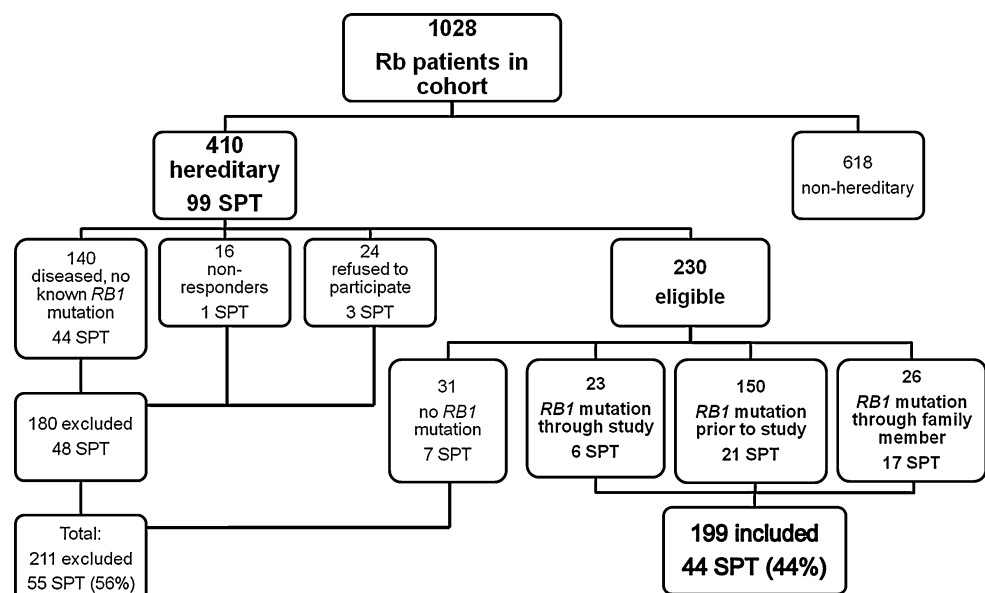 1028
Rb patients in
cohort
410
hereditary
99 SPT
618
non-hereditary
140
diseased, no
known RB1
mutation
44 SPT
16
non-
responders
1 SPT
24
refused to
participate
3 SPT
230
eligible
180 excluded
48 SPT
31
no RB1
mutation
7 SPT
23
RB1 mutation
through study
6 SPT
150
RB1 mutation
prior to study
21 SPT
26
RB1 mutation
through family
member
17 SPT
Total:
211 excluded
55 SPT (56%)
199 included
44 SPT (44%)